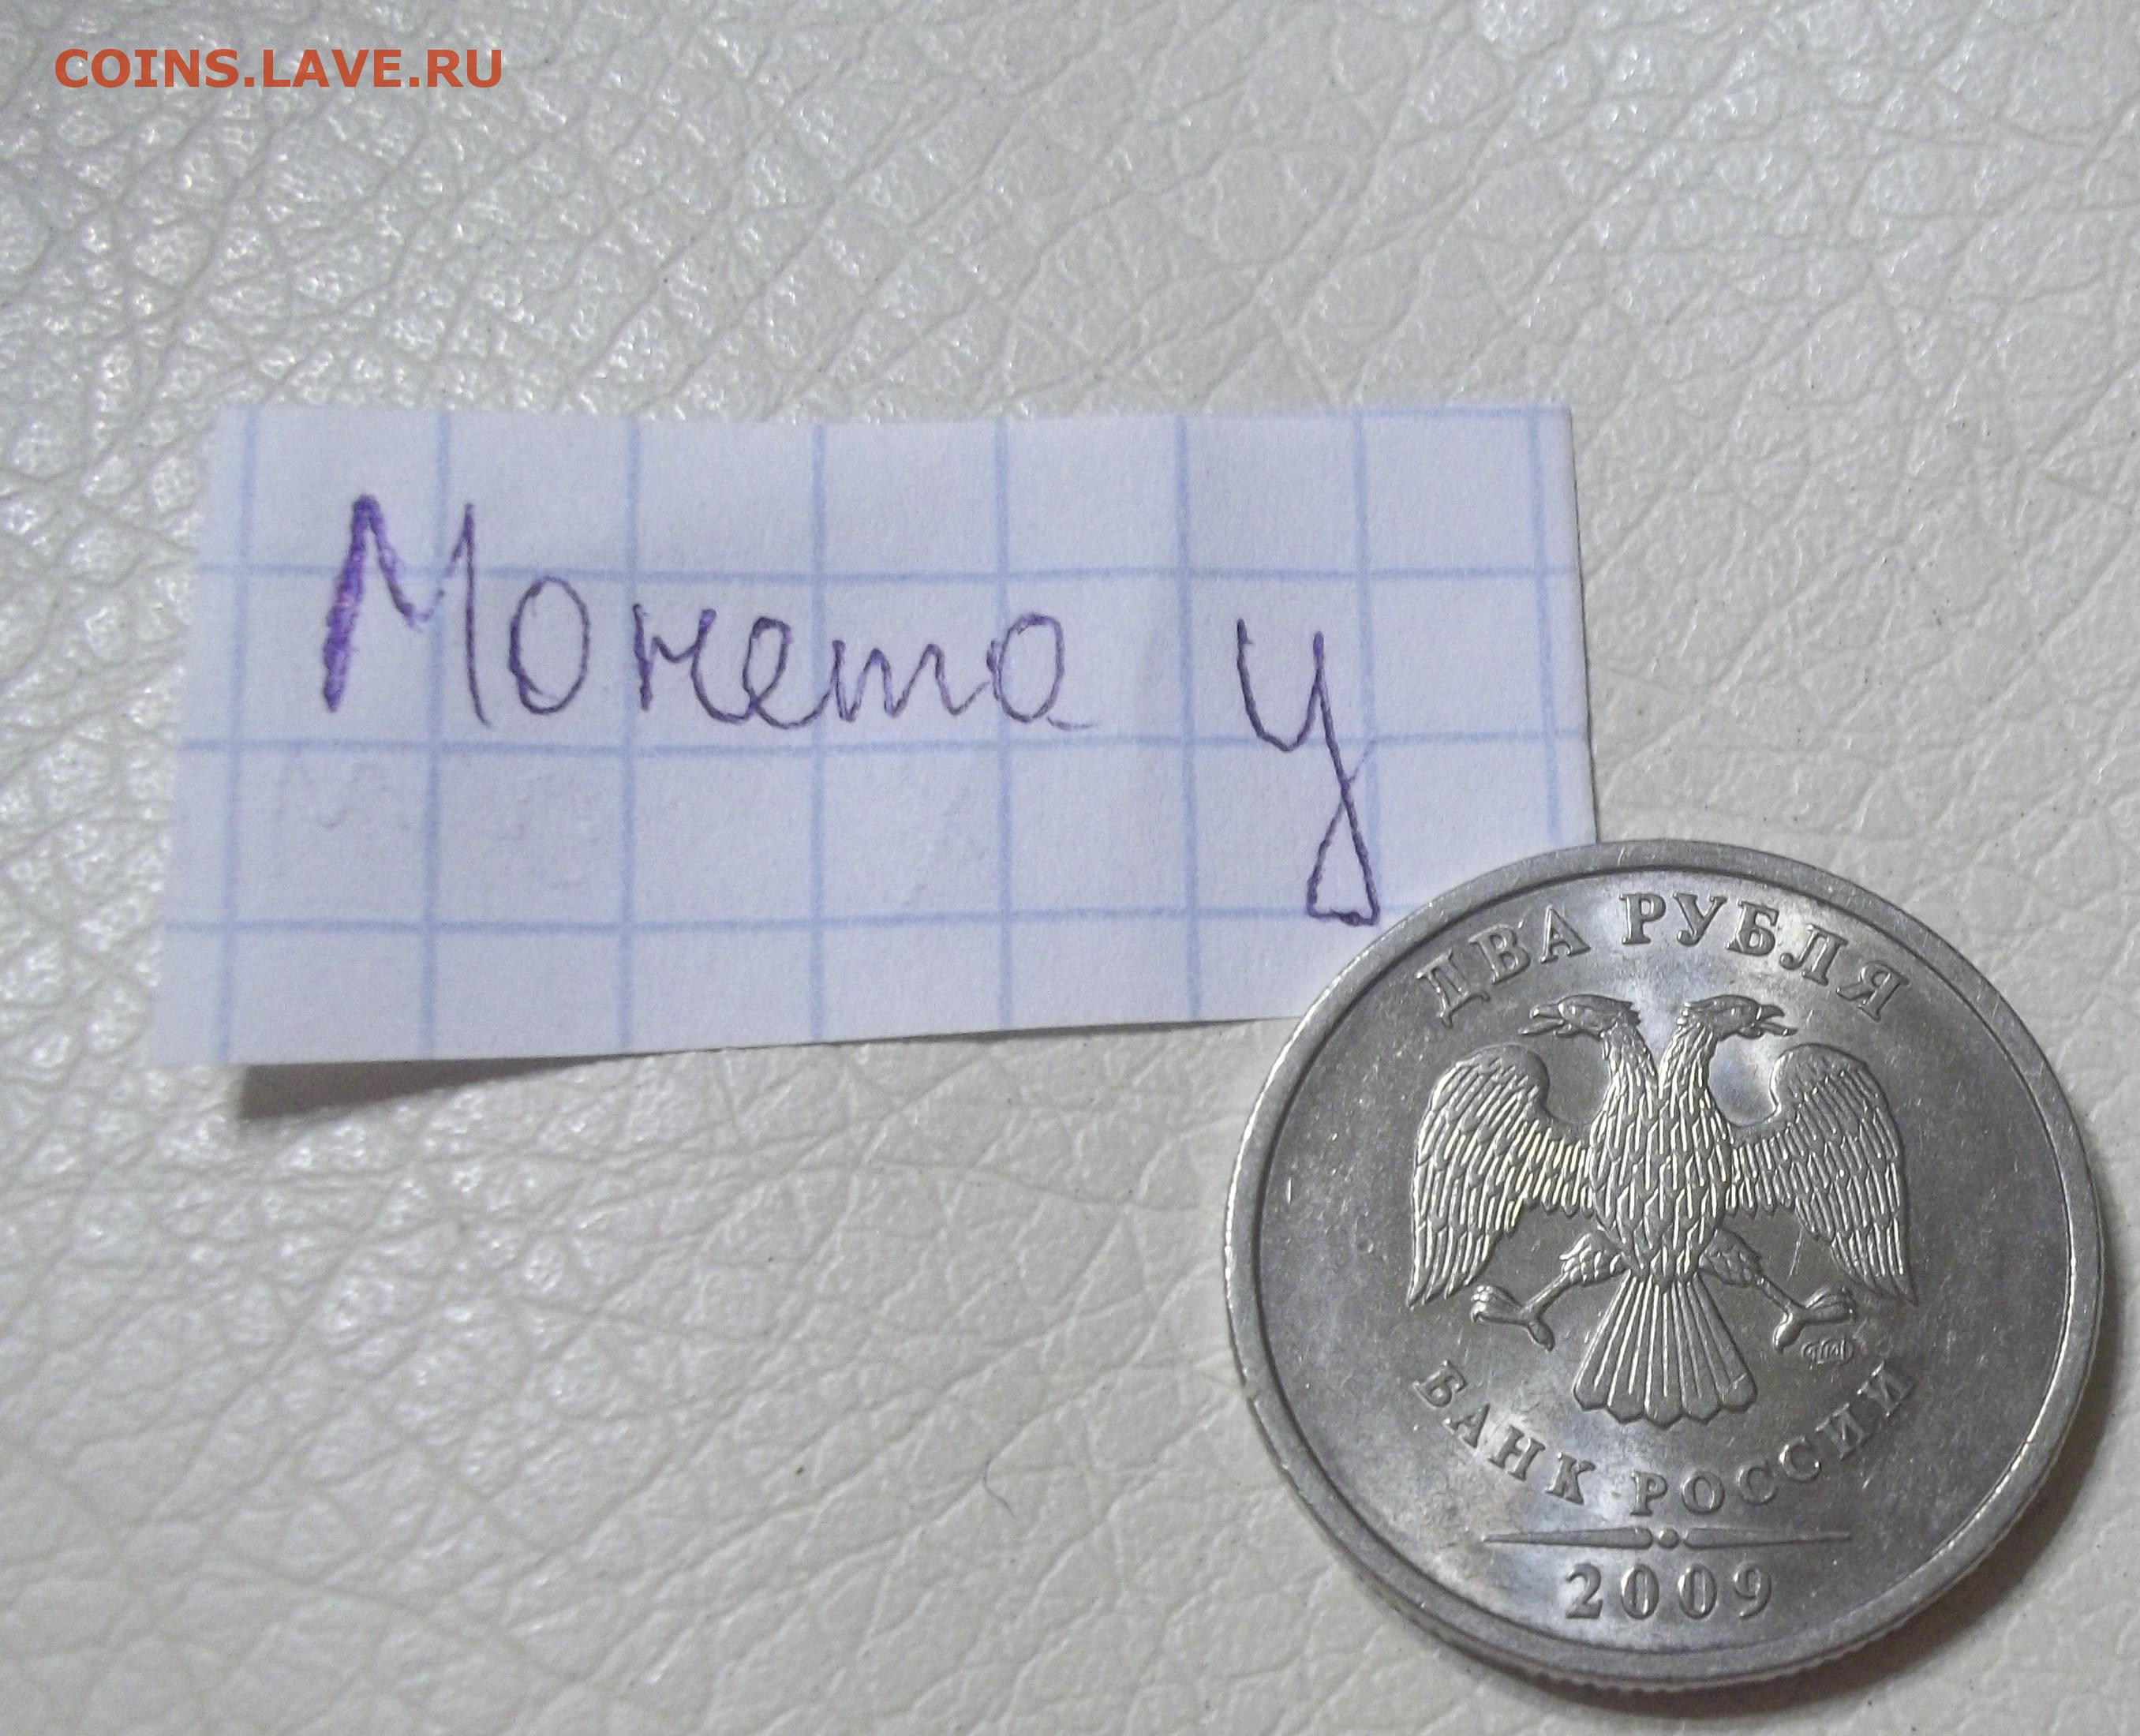 COINS.LAVE.RU
Монета у
ДВА РУБЛЯ
БАНК РОССИИ
2009